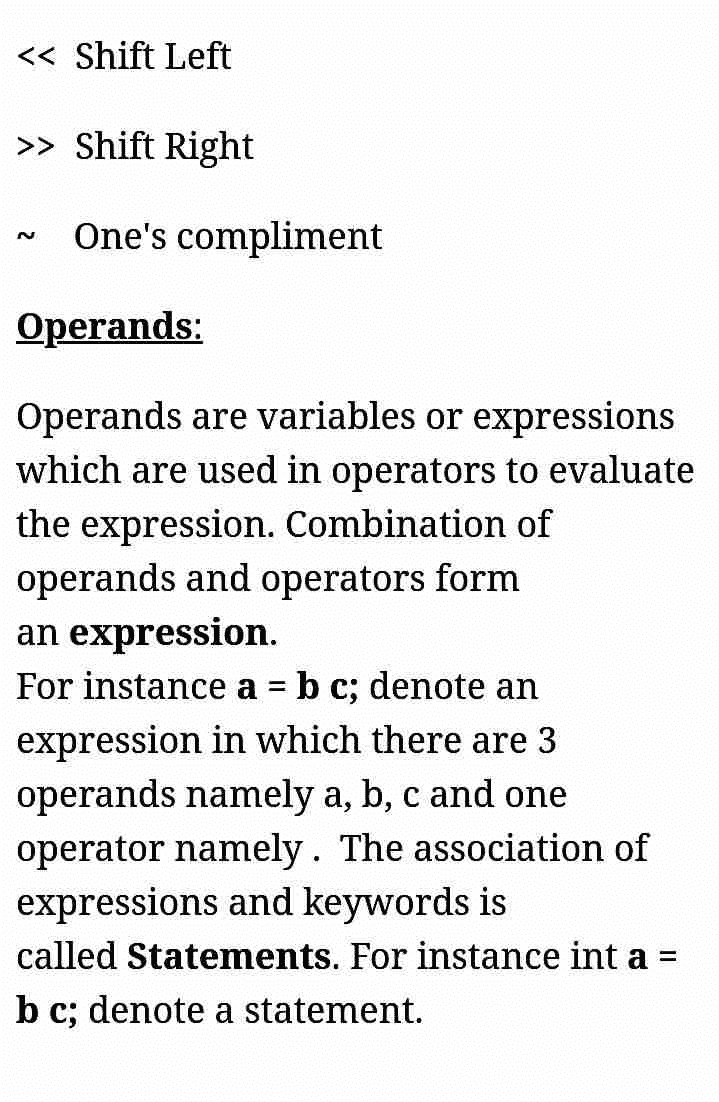 << Shift Left
>> Shift Right
~ One's compliment
Operands:
Operands are variables or expressions
which are used in operators to evaluate
the expression. Combination of
operands and operators form
an expression.
For instance a = b c; denote an
expression in which there are 3
operands namely a, b, c and one
operator namely . The association of
expressions and keywords is
called Statements. For instance int a =
b c; denote a statement.